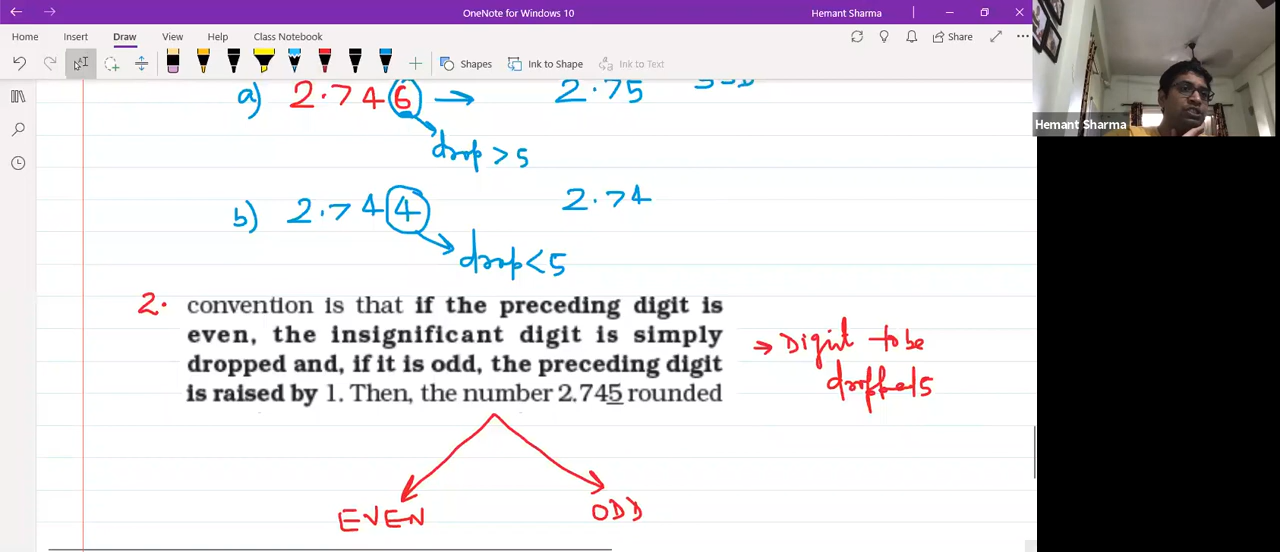 OneNote for Windows 10
Hemant Sharma
Home Insert Draw View Help Class Notebook
Share
Shapes Ink to Shape Ink to Text
Hemant Sharma
a) 2.746 → 2.75
drop > 5
b) 2.744 2.74
drop < 5
2. convention is that if the preceding digit is
even, the insignificant digit is simply
dropped and, if it is odd, the preceding digit
is raised by 1. Then, the number 2.745 rounded
→ Digit to be
dropped 5
EVEN ODD